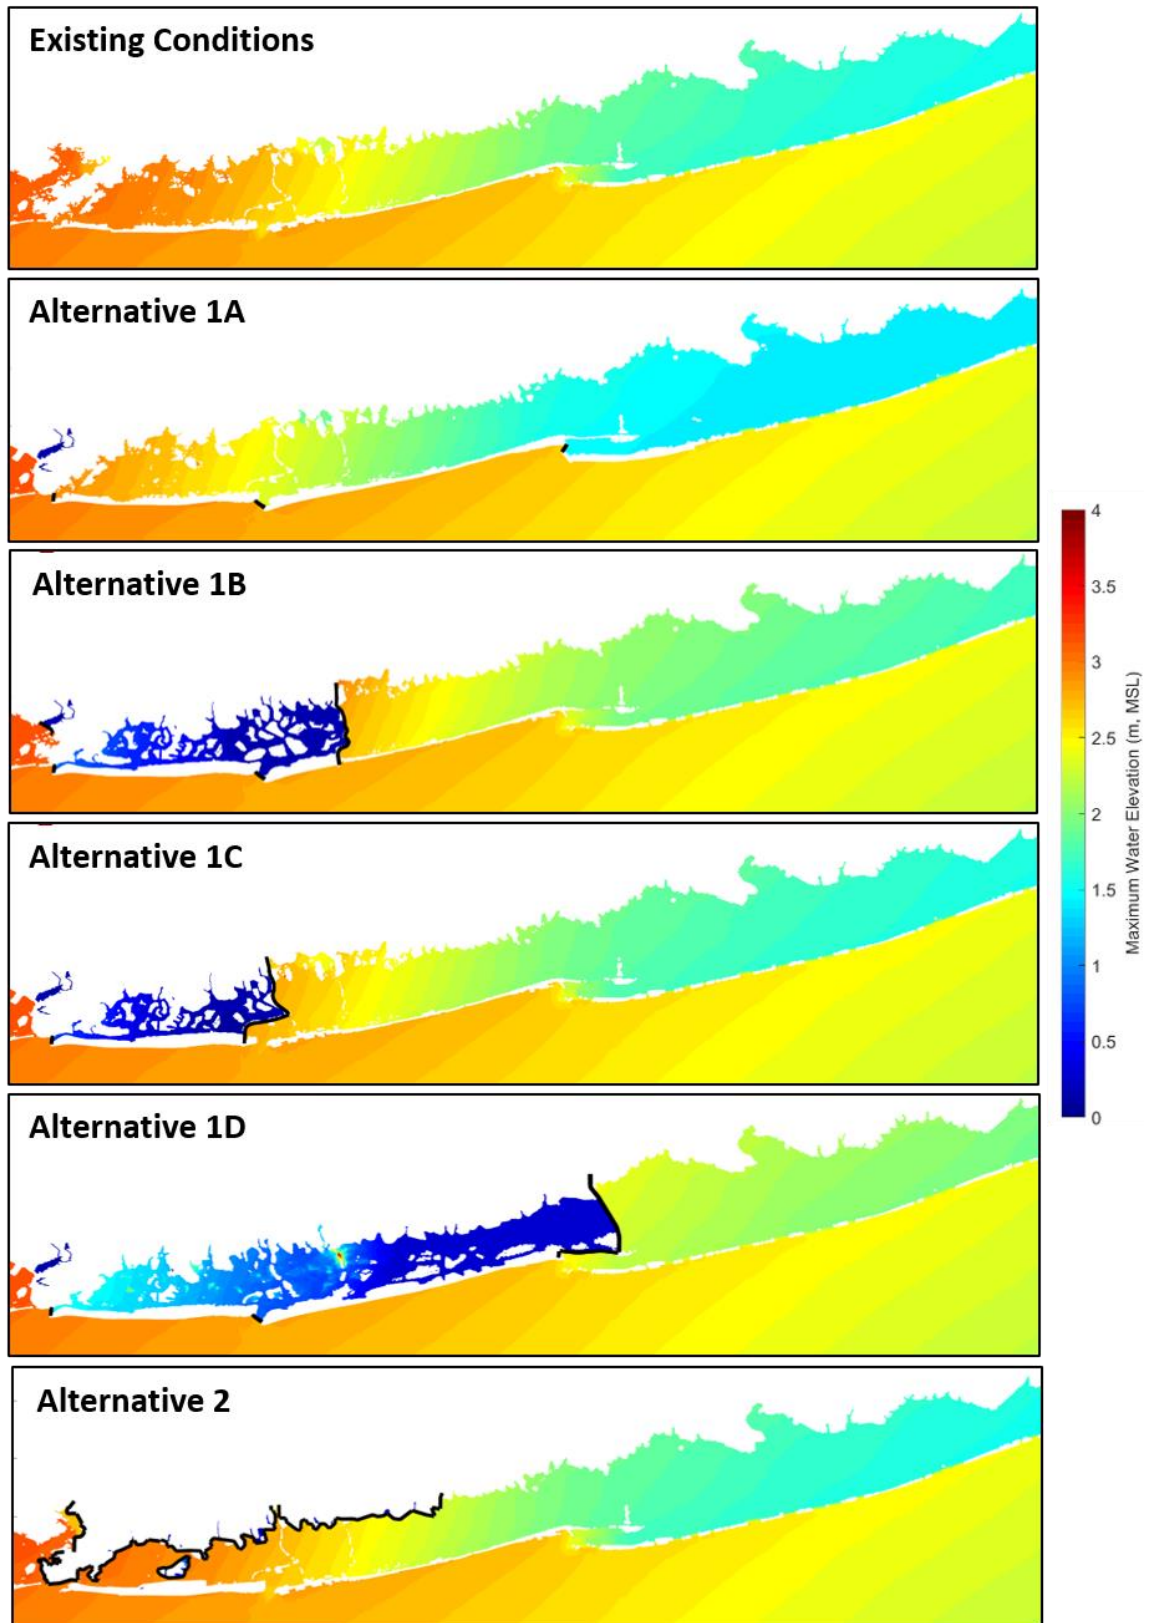 Existing Conditions
Alternative 1A
Alternative 1B
Alternative 1C
Alternative 1D
Alternative 2
4
3.5
3
2.5
2
1.5
1
0.5
0
Maximum Water Elevation (m, MSL)